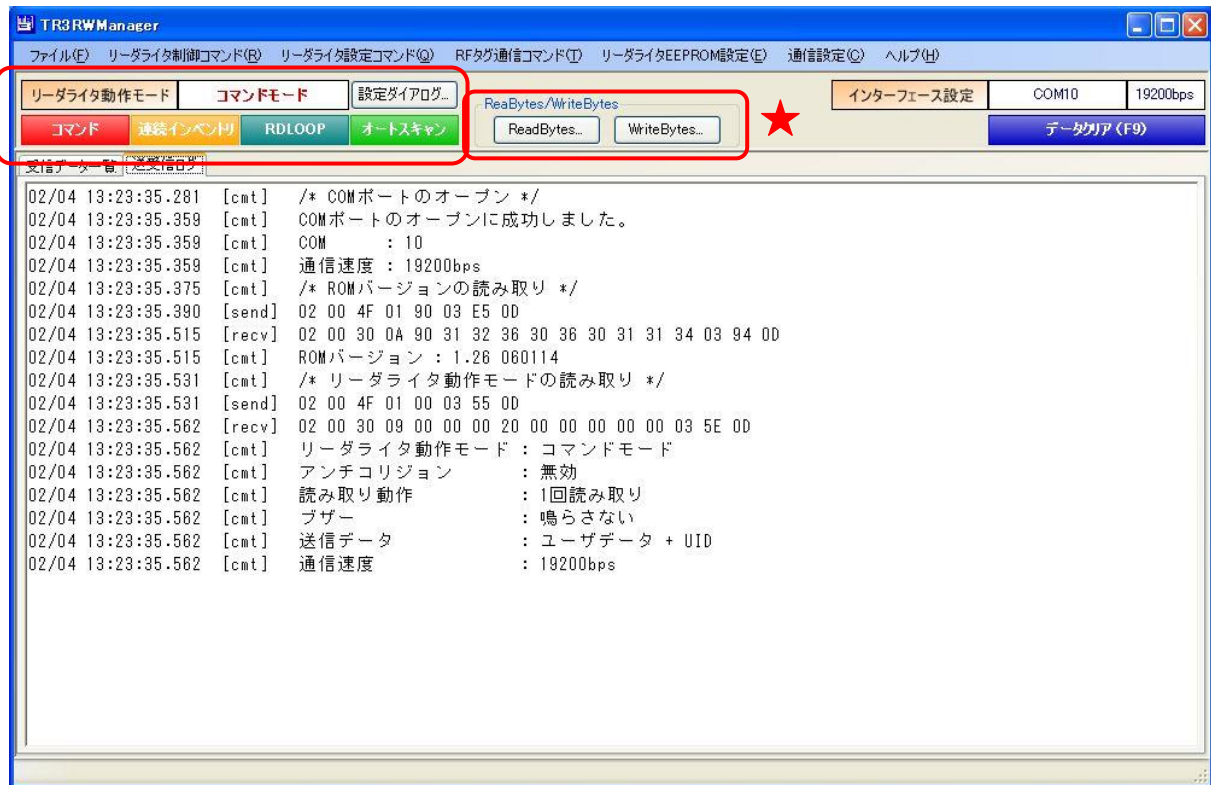 TR3RWManager
ファイル(F) リーダライタ制御コマンド(R) リーダライタ設定コマンド(Q) RFタグ通信コマンド(T) リーダライタEEPROM設定(E) 通信設定(C) ヘルプ(H)
リーダライタ動作モード コマンドモード 設定ダイアログ... ReaBytes/WriteBytes インターフェース設定 COM10 19200bps
コマンド 連続インベントリ RDLOOP オートスキャン ReadBytes... WriteBytes... データクリア(F9)
受信データ一覧 送受信ログ
02/04 13:23:35.281 [cmt] /* COMポートのオープン */
02/04 13:23:35.359 [cmt] COMポートのオープンに成功しました。
02/04 13:23:35.359 [cmt] COM : 10
02/04 13:23:35.359 [cmt] 通信速度 : 19200bps
02/04 13:23:35.375 [cmt] /* ROMバージョンの読み取り */
02/04 13:23:35.390 [send] 02 00 4F 01 90 03 E5 0D
02/04 13:23:35.515 [recv] 02 00 30 0A 90 31 32 36 30 36 30 31 31 34 03 94 0D
02/04 13:23:35.515 [cmt] ROMバージョン : 1.26 060114
02/04 13:23:35.531 [cmt] /* リーダライタ動作モードの読み取り */
02/04 13:23:35.531 [send] 02 00 4F 01 00 03 55 0D
02/04 13:23:35.562 [recv] 02 00 30 09 00 00 00 20 00 00 00 00 00 03 5E 0D
02/04 13:23:35.562 [cmt] リーダライタ動作モード : コマンドモード
02/04 13:23:35.562 [cmt] アンチコリジョン : 無効
02/04 13:23:35.562 [cmt] 読み取り動作 : 1回読み取り
02/04 13:23:35.562 [cmt] ブザー : 鳴らさない
02/04 13:23:35.562 [cmt] 送信データ : ユーザデータ + UID
02/04 13:23:35.562 [cmt] 通信速度 : 19200bps